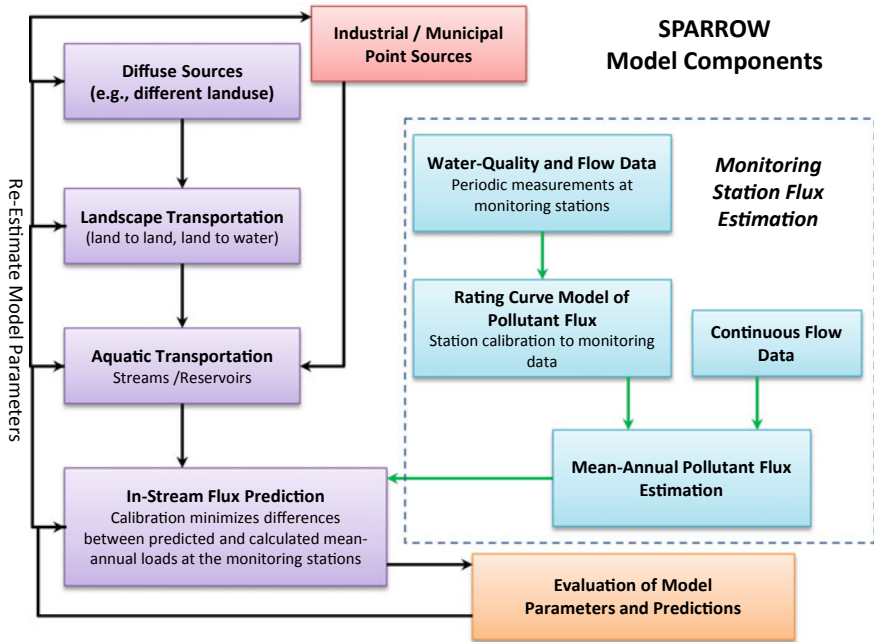 SPARROW
Model Components
Industrial / Municipal
Point Sources
Diffuse Sources
(e.g., different landuse)
Landscape Transportation
(land to land, land to water)
Aquatic Transportation
Streams /Reservoirs
In-Stream Flux Prediction
Calibration minimizes differences
between predicted and calculated mean-
annual loads at the monitoring stations
Re-Estimate Model Parameters
Water-Quality and Flow Data
Periodic measurements at
monitoring stations
Monitoring
Station Flux
Estimation
Rating Curve Model of
Pollutant Flux
Station calibration to monitoring
data
Continuous Flow
Data
Mean-Annual Pollutant Flux
Estimation
Evaluation of Model
Parameters and Predictions